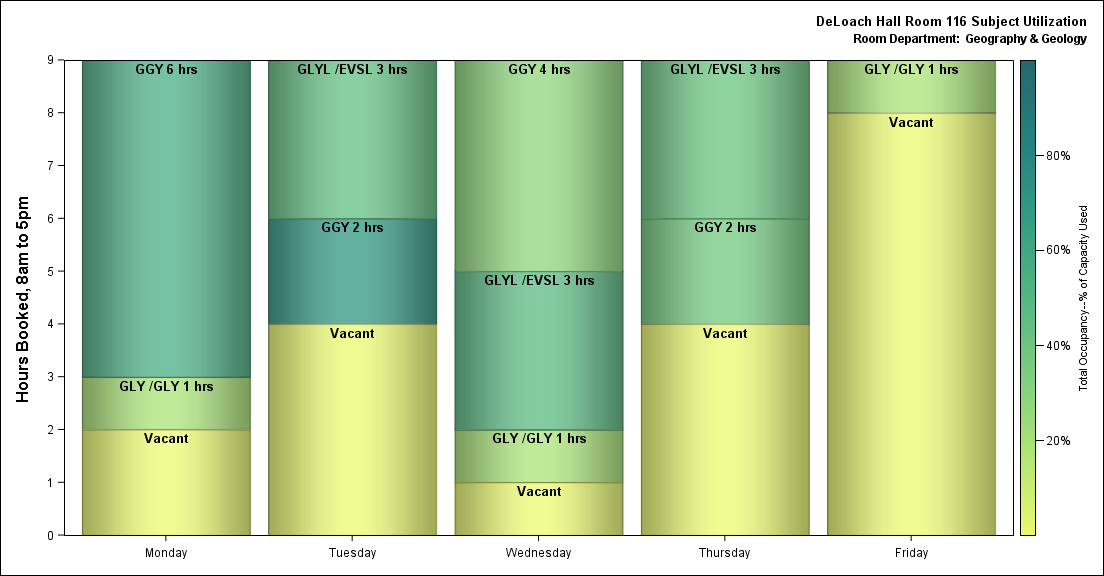 DeLoach Hall Room 116 Subject Utilization
Room Department: Geography & Geology
Hours Booked, 8am to 5pm
9
8
7
6
5
4
3
2
1
0
GGY 6 hrs
GLY /GLY 1 hrs
Vacant
GLYL /EVSL 3 hrs
GGY 2 hrs
Vacant
GGY 4 hrs
GLYL /EVSL 3 hrs
GLY /GLY 1 hrs
Vacant
GLYL /EVSL 3 hrs
GGY 2 hrs
Vacant
GLY /GLY 1 hrs
Vacant
Monday
Tuesday
Wednesday
Thursday
Friday
80%
60%
40%
20%
Total Occupancy--% of Capacity Used